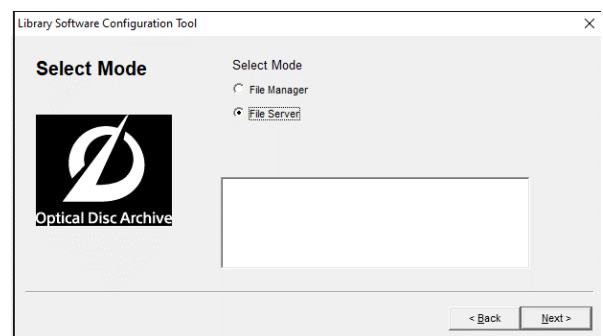 Library Software Configuration Tool
Select Mode
Select Mode
File Manager
File Server
Optical Disc Archive
< Back
Next >